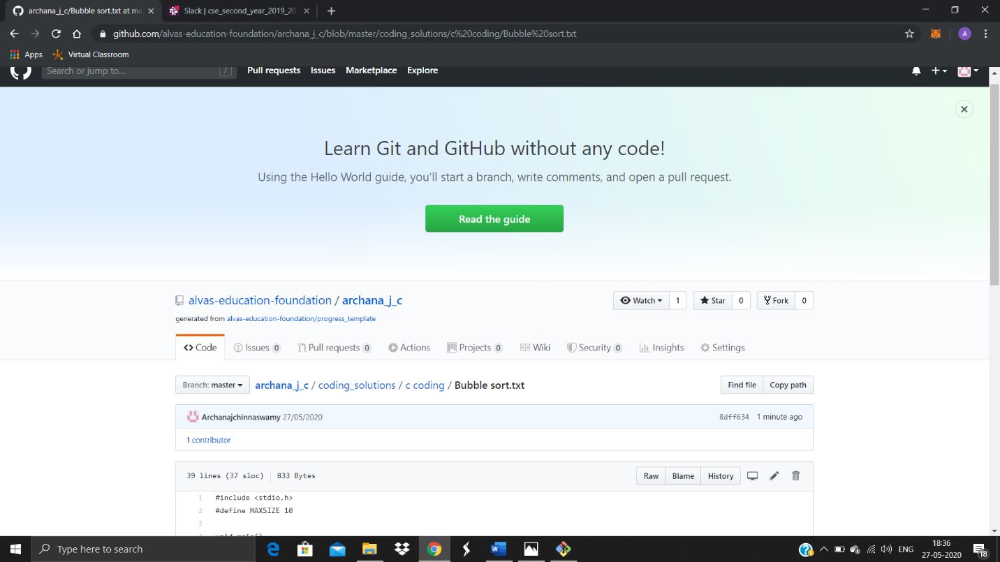 archana_j_c/Bubble sort.txt at ma
Slack | cse_second_year_2019_20
github.com/alvas-education-foundation/archana_j_c/blob/master/coding_solutions/c%20coding/Bubble%20sort.txt
A
Apps Virtual Classroom
Search or jump to... /
Pull requests Issues Marketplace Explore
Learn Git and GitHub without any code!
Using the Hello World guide, you’ll start a branch, write comments, and open a pull request.
Read the guide
alvas-education-foundation / archana_j_c
Watch 1 Star 0 Fork 0
generated from alvas-education-foundation/progress_template
Code Issues 0 Pull requests 0 Actions Projects 0 Wiki Security 0 Insights Settings
Branch: master archana_j_c / coding_solutions / c coding / Bubble sort.txt Find file Copy path
Archanajchinnaswamy 27/05/2020 8dff634 1 minute ago
1 contributor
39 lines (37 sloc) 833 Bytes Raw Blame History
1 #include <stdio.h>
2 #define MAXSIZE 10
3
4 void main()
Type here to search
ENG
18:36
27-05-2020
18